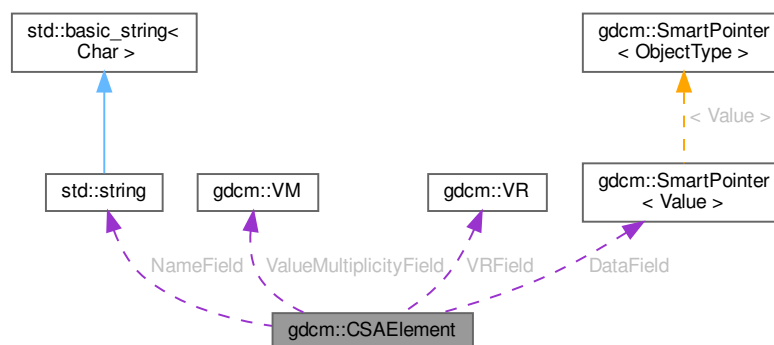 std::basic_string<
Char >
gdcm::SmartPointer
< ObjectType >
< Value >
std::string
gdcm::VM
gdcm::VR
gdcm::SmartPointer
< Value >
NameField
ValueMultiplicityField
VRField
DataField
gdcm::CSAElement